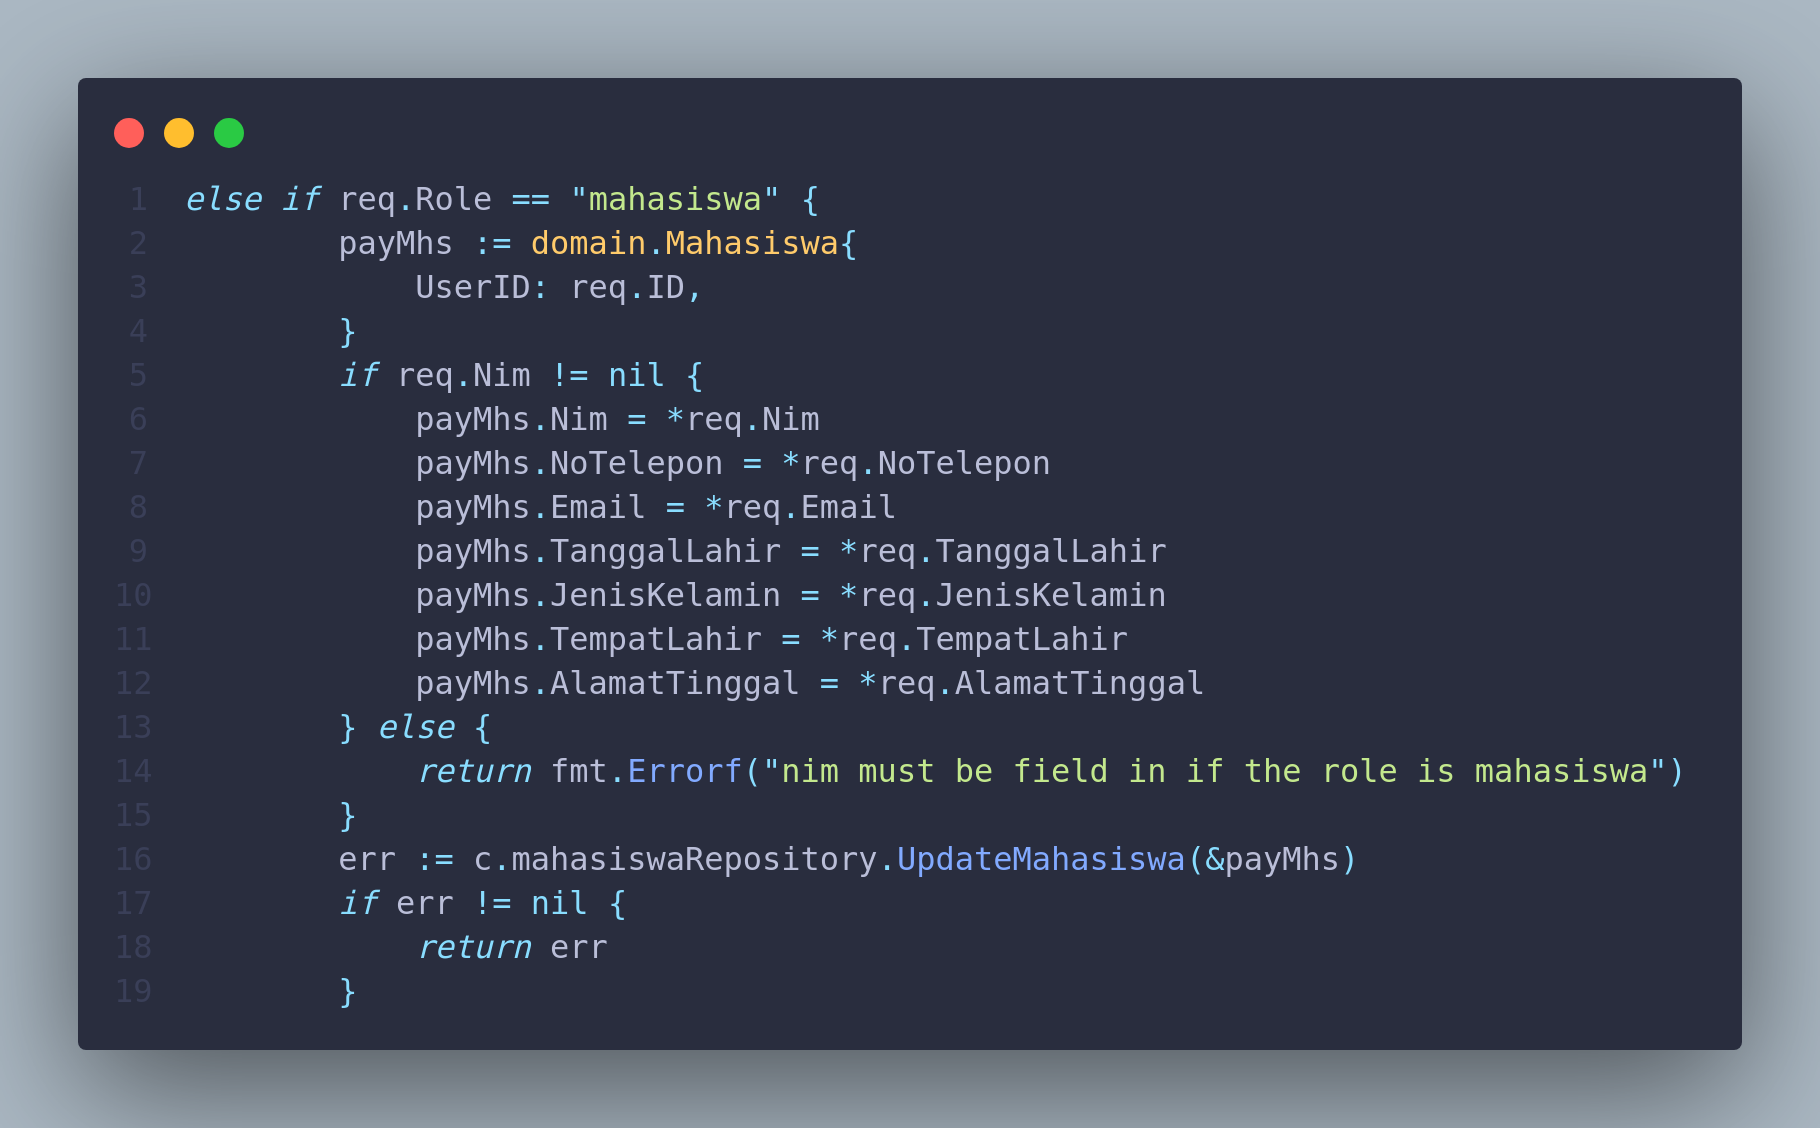 1 else if req.Role == "mahasiswa" {
2         payMhs := domain.Mahasiswa{
3             UserID: req.ID,
4         }
5         if req.Nim != nil {
6             payMhs.Nim = *req.Nim
7             payMhs.NoTelepon = *req.NoTelepon
8             payMhs.Email = *req.Email
9             payMhs.TanggalLahir = *req.TanggalLahir
10             payMhs.JenisKelamin = *req.JenisKelamin
11             payMhs.TempatLahir = *req.TempatLahir
12             payMhs.AlamatTinggal = *req.AlamatTinggal
13         } else {
14             return fmt.Errorf("nim must be field in if the role is mahasiswa")
15         }
16         err := c.mahasiswaRepository.UpdateMahasiswa(&payMhs)
17         if err != nil {
18             return err
19         }